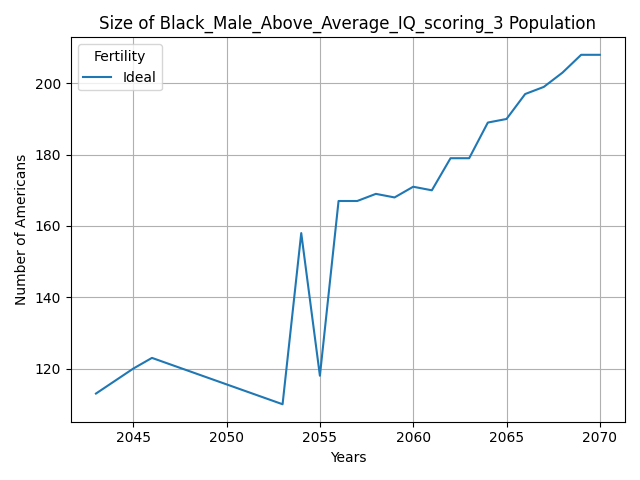 Size of Black_Male_Above_Average_IQ_scoring_3 Population
Fertility
Ideal
Number of Americans
200
180
160
140
120
2045
2050
2055
2060
2065
2070
Years